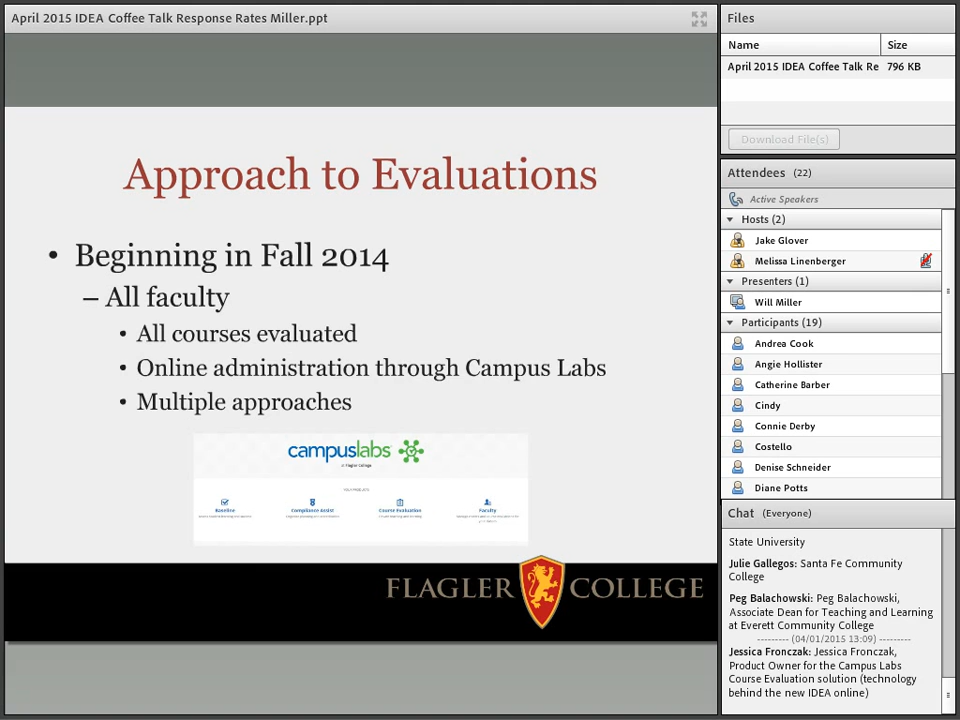 April 2015 IDEA Coffee Talk Response Rates Miller.ppt
Approach to Evaluations
• Beginning in Fall 2014
– All faculty
• All courses evaluated
• Online administration through Campus Labs
• Multiple approaches
campuslabs
at Flagler College
YOUR PRODUCTS
Baseline
Compliance Assist
Course Evaluation
Faculty
FLAGLER COLLEGE
Files
Name Size
April 2015 IDEA Coffee Talk Re 796 KB
Download File(s)
Attendees (22)
Active Speakers
Hosts (2)
Jake Glover
Melissa Linenberger
Presenters (1)
Will Miller
Participants (19)
Andrea Cook
Angie Hollister
Catherine Barber
Cindy
Connie Derby
Costello
Denise Schneider
Diane Potts
Chat (Everyone)
State University
Julie Gallegos: Santa Fe Community
College
Peg Balachowski: Peg Balachowski,
Associate Dean for Teaching and Learning
at Everett Community College
--------- (04/01/2015 13:09) ---------
Jessica Fronczak: Jessica Fronczak,
Product Owner for the Campus Labs
Course Evaluation solution (technology
behind the new IDEA online)